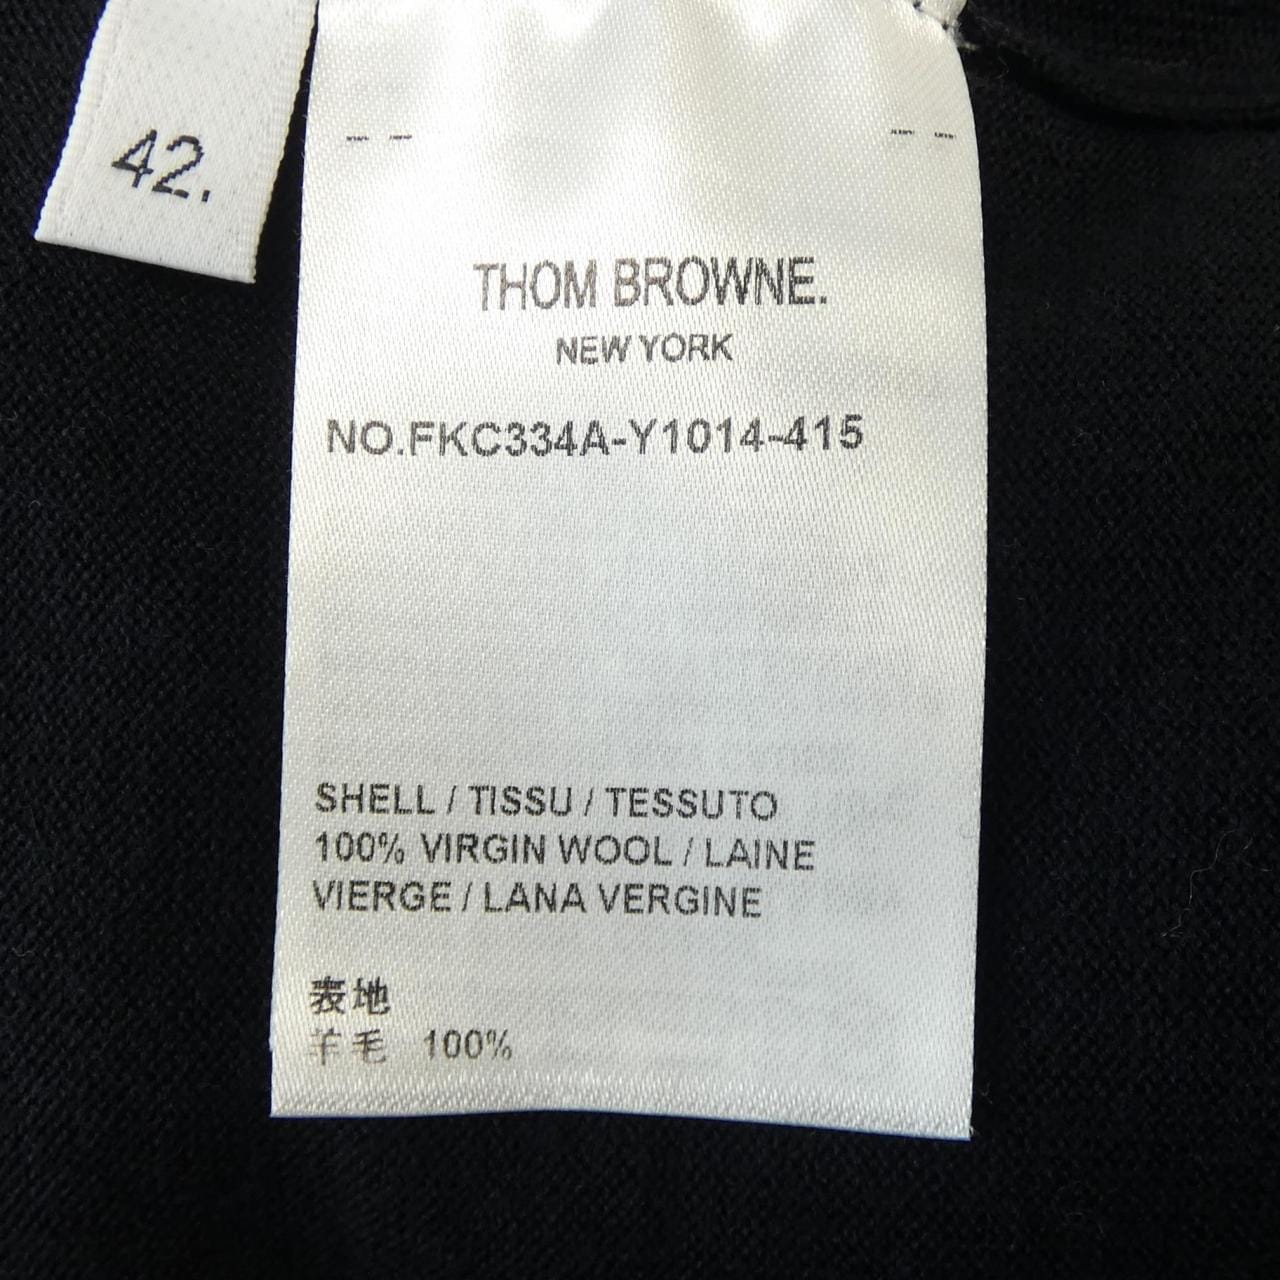 42.
THOM BROWNE.
NEW YORK
NO.FKC334A-Y1014-415
SHELL / TISSU / TESSUTO
100% VIRGIN WOOL / LAINE
VIERGE / LANA VERGINE
表地
羊毛 100%